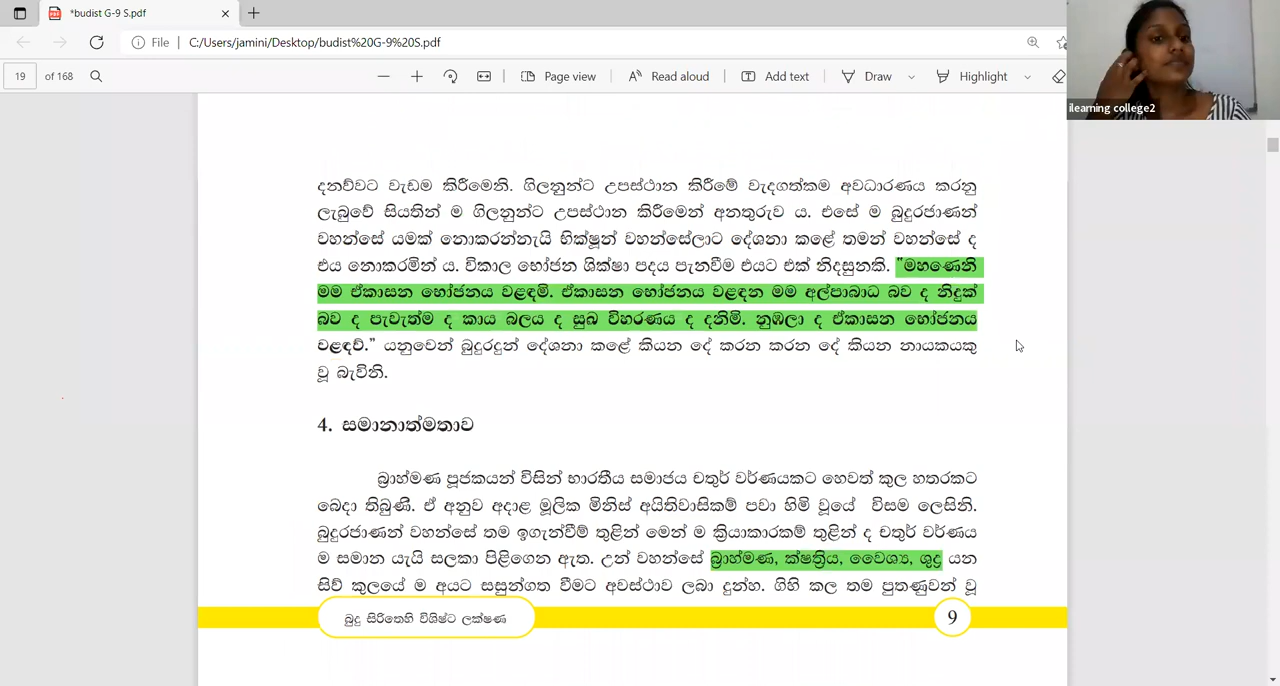 *budist G-9 S.pdf
File
C:/Users/jamini/Desktop/budist%20G-9%20S.pdf
19 of 168
Page view
Read aloud
Add text
Draw
Highlight
ilearning college2
දනව්වට වැඩම කිරීමෙනි. ගිලනුන්ට උපස්ථාන කිරීමේ වැදගත්කම අවධාරණය කරනු
ලැබුවේ සියතින් ම ගිලනුන්ට උපස්ථාන කිරීමෙන් අනතුරුව ය. එසේ ම බුදුරජාණන්
වහන්සේ යමක් නොකරන්නැයි භික්ෂූන් වහන්සේලාට දේශනා කළේ තමන් වහන්සේ ද
එය නොකරමින් ය. විකාල භෝජන ශික්ෂා පදය පැනවීම එයට එක් නිදසුනකි. “මහණෙනි
මම ඒකාසන භෝජනය වළඳමි. ඒකාසන භෝජනය වළඳන මම අල්පාබාධ බව ද නිදුක්
බව ද පැවැත්ම ද කාය බලය ද සුඛ විහරණය ද දනිමි. නුඹලා ද ඒකාසන භෝජනය
වළඳව්.” යනුවෙන් බුදුරදුන් දේශනා කළේ කියන දේ කරන කරන දේ කියන නායකයකු
වූ බැවිනි.
4. සමානාත්මතාව
බ්‍රාහ්මණ පූජකයන් විසින් භාරතීය සමාජය චතුර් වර්ණයකට හෙවත් කුල හතරකට
බෙදා තිබුණි. ඒ අනුව අදාළ මූලික මිනිස් අයිතිවාසිකම් පවා හිමි වූයේ විසම ලෙසිනි.
බුදුරජාණන් වහන්සේ තම ඉගැන්වීම් තුළින් මෙන් ම ක්‍රියාකාරකම් තුළින් ද චතුර් වර්ණය
ම සමාන යැයි සලකා පිළිගෙන ඇත. උන් වහන්සේ බ්‍රාහ්මණ, ක්ෂත්‍රිය, වෛශ්‍ය, ශුද්‍ර යන
සිව් කුලයේ ම අයට සසුන්ගත වීමට අවස්ථාව ලබා දුන්හ. ගිහි කල තම පුතණුවන් වූ
බුදු සිරිතෙහි විශිෂ්ට ලක්ෂණ
9